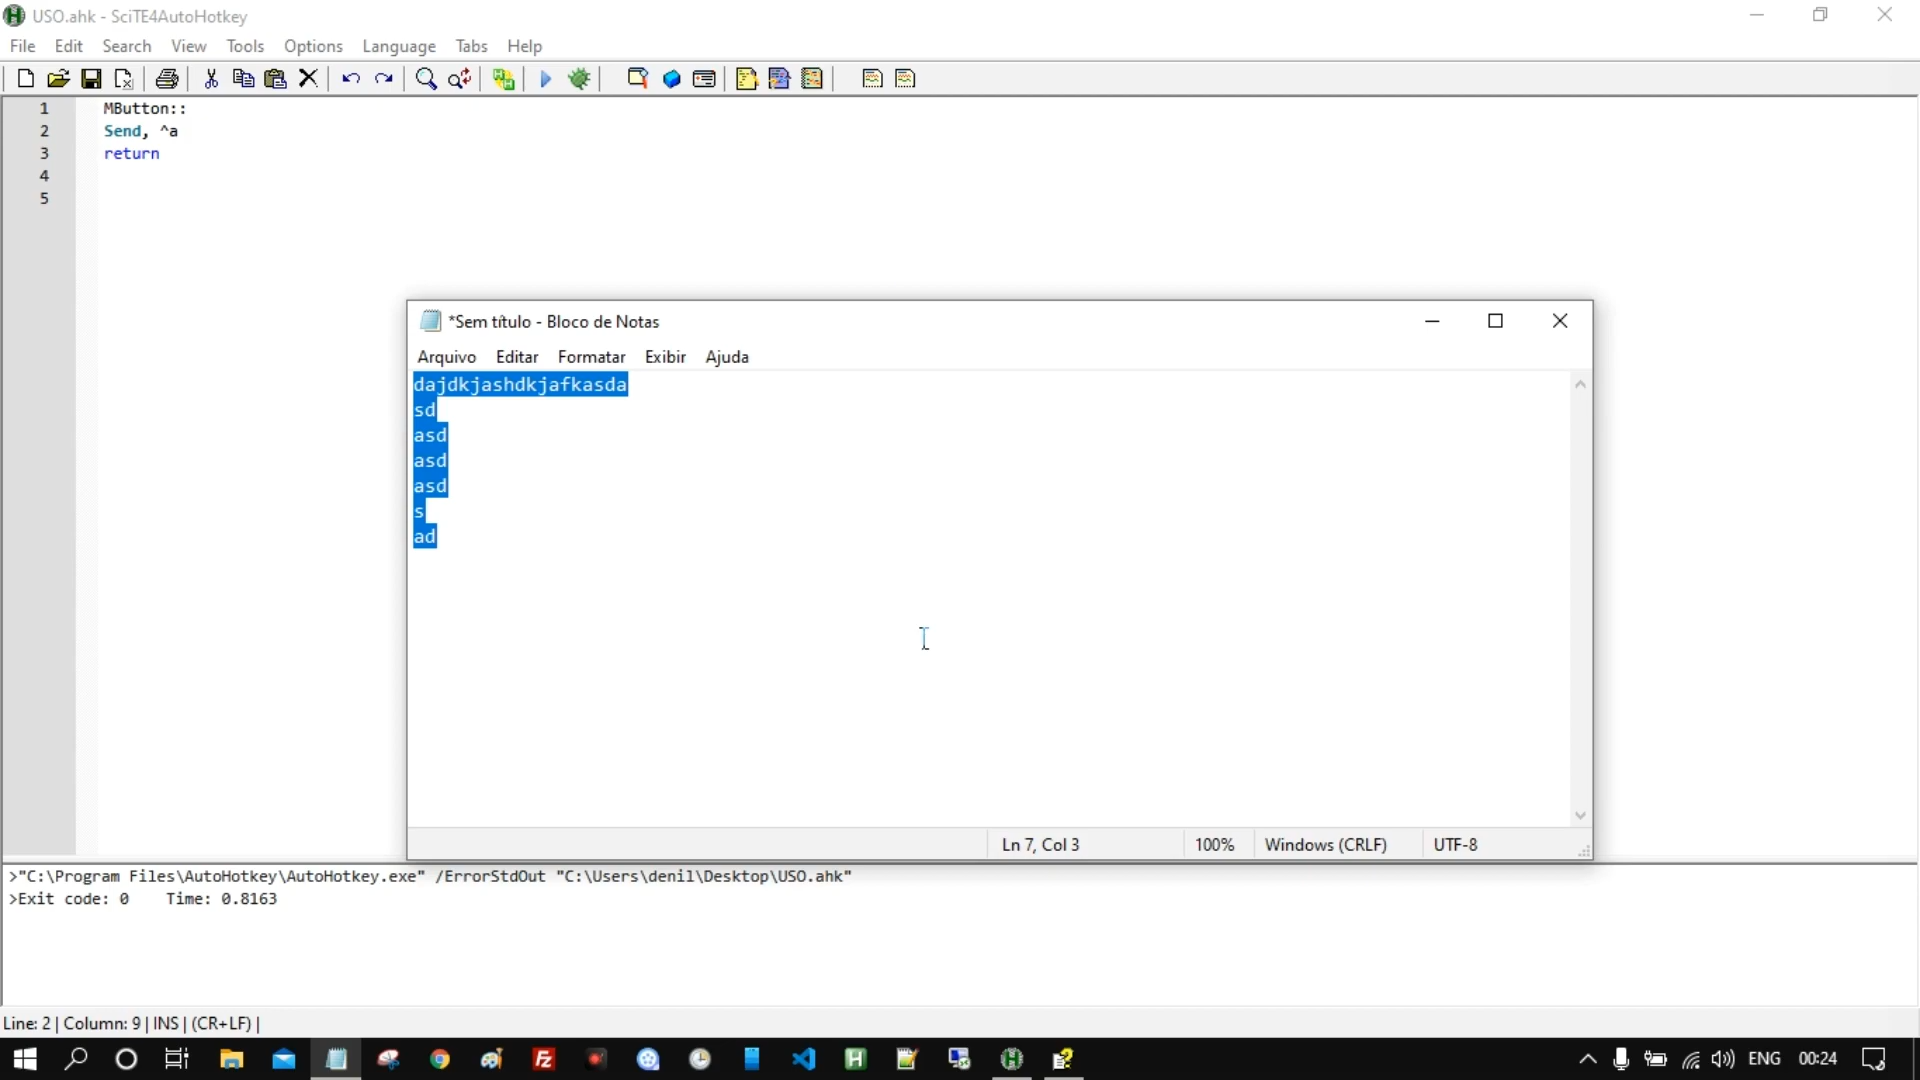 USO.ahk - SciTE4AutoHotkey
File Edit Search View Tools Options Language Tabs Help
1 MButton::
2 Send, ^a
3 return
4
5
*Sem título - Bloco de Notas
Arquivo Editar Formatar Exibir Ajuda
dajdkjashdkjafkasda
sd
asd
asd
asd
s
ad
Ln 7, Col 3 100% Windows (CRLF) UTF-8
>"C:\Program Files\AutoHotkey\AutoHotkey.exe" /ErrorStdOut "C:\Users\denil\Desktop\USO.ahk"
>Exit code: 0 Time: 0.8163
Line: 2 | Column: 9 | INS | (CR+LF) |
ENG 00:24